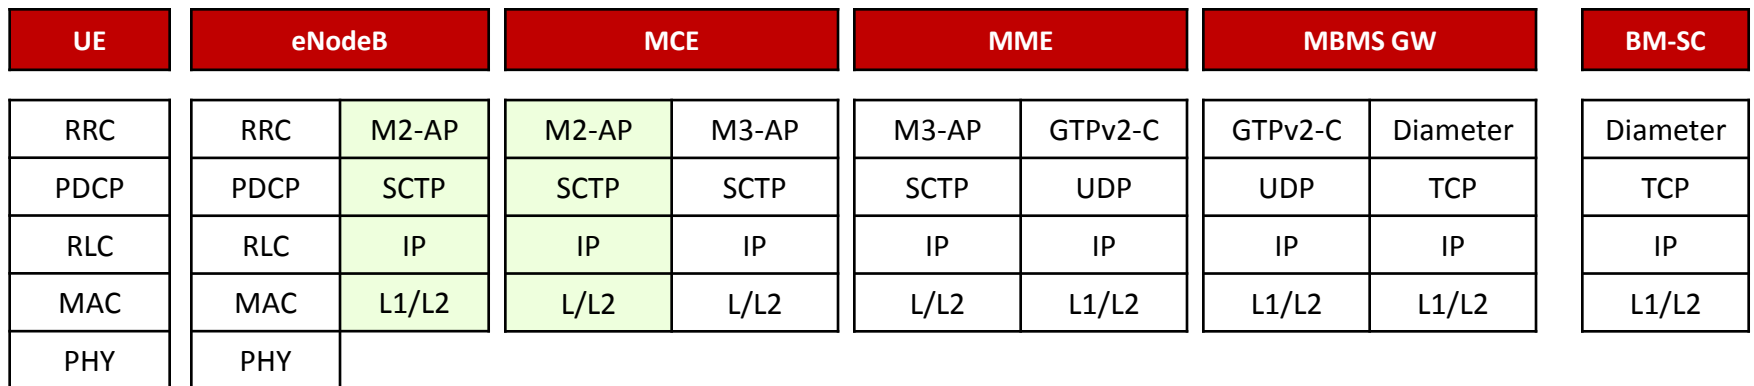 UE eNodeB MCE MME MBMS GW BM-SC
RRC RRC M2-AP M2-AP M3-AP M3-AP GTPv2-C GTPv2-C Diameter Diameter
PDCP PDCP SCTP SCTP SCTP SCTP UDP UDP TCP TCP
RLC RLC IP IP IP IP IP IP IP IP
MAC MAC L1/L2 L/L2 L/L2 L/L2 L1/L2 L1/L2 L1/L2 L1/L2
PHY PHY